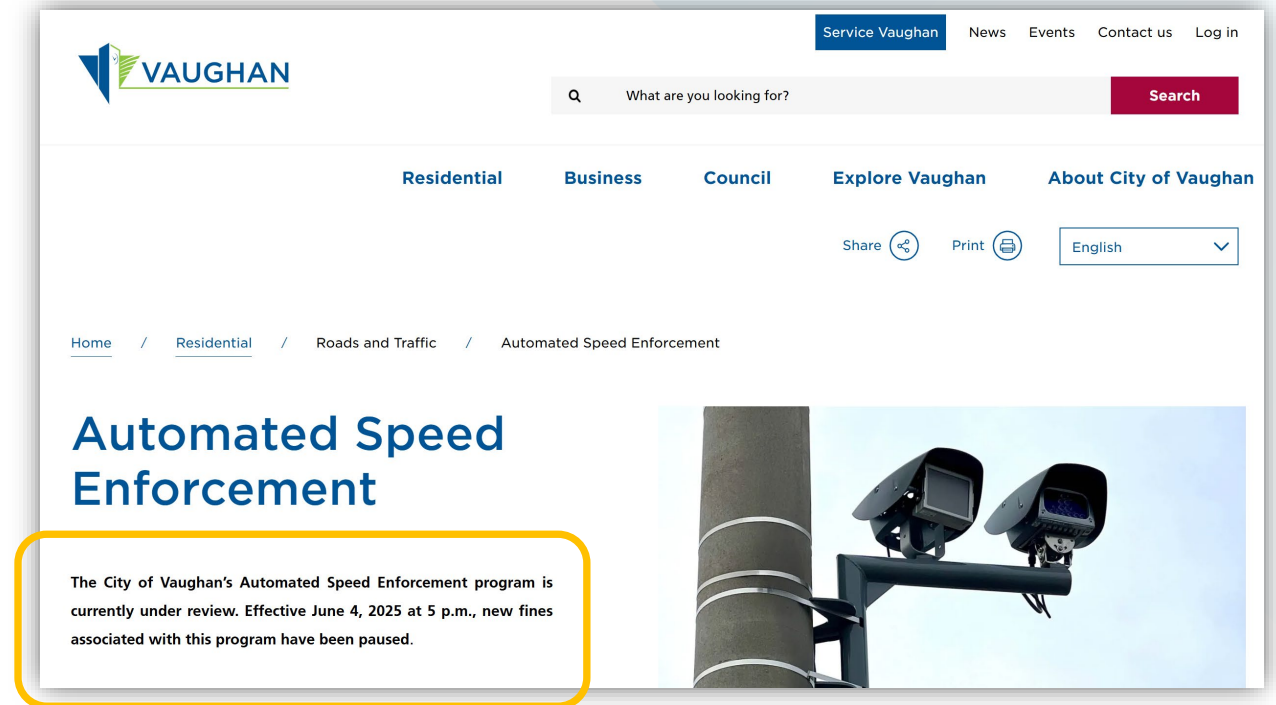 Service Vaughan News Events Contact us Log in
VAUGHAN
What are you looking for? Search
Residential Business Council Explore Vaughan About City of Vaughan
Share Print English
Home / Residential / Roads and Traffic / Automated Speed Enforcement
Automated Speed
Enforcement
The City of Vaughan's Automated Speed Enforcement program is
currently under review. Effective June 4, 2025 at 5 p.m., new fines
associated with this program have been paused.